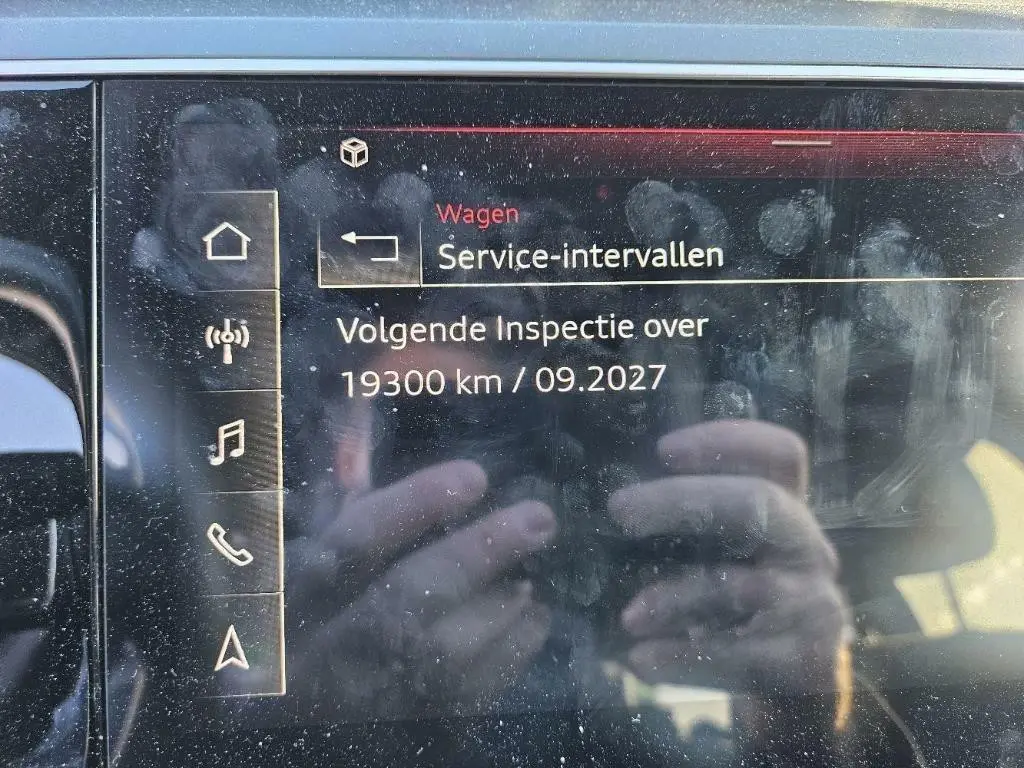 Wagen
Service-intervallen
Volgende Inspectie over
19300 km / 09.2027